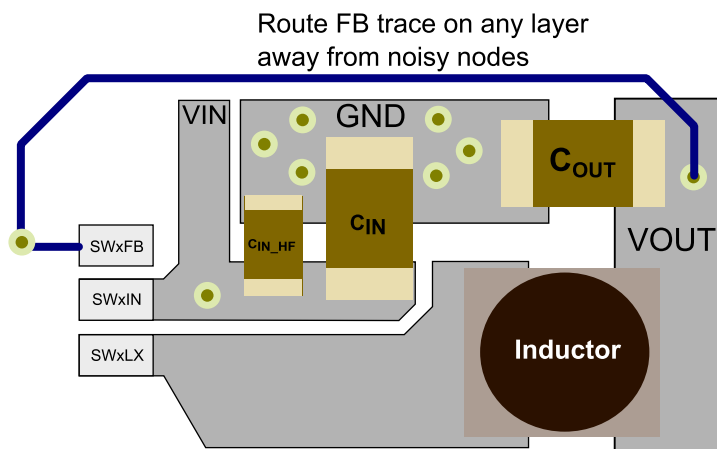 Route FB trace on any layer
away from noisy nodes
VIN
GND
COUT
CIN
CIN_HF
SWxFB
VOUT
SWxIN
SWxLX
Inductor